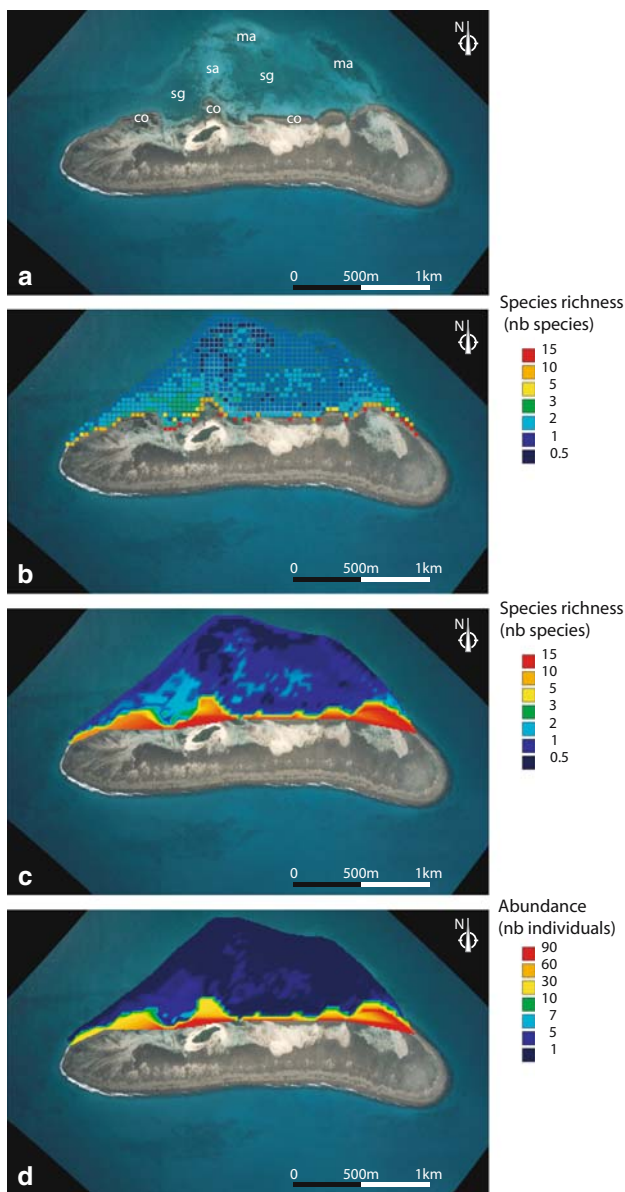 N
ma
sa
ma
sg
sg
co
co
co
0 500m 1km
a
Species richness
(nb species)
N
15
10
5
3
2
1
0.5
0 500m 1km
b
Species richness
(nb species)
N
15
10
5
3
2
1
0.5
0 500m 1km
c
Abundance
(nb individuals)
N
90
60
30
10
7
5
1
0 500m 1km
d